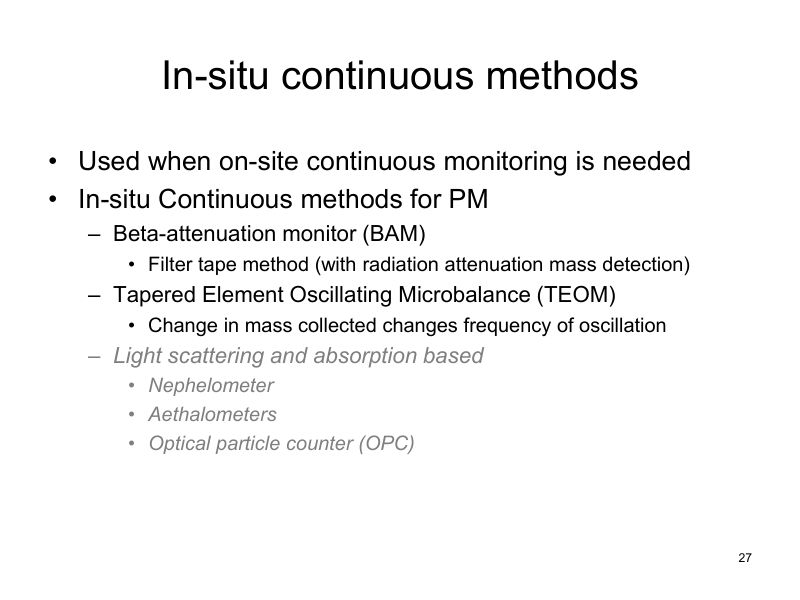 In-situ continuous methods
• Used when on-site continuous monitoring is needed
• In-situ Continuous methods for PM
– Beta-attenuation monitor (BAM)
• Filter tape method (with radiation attenuation mass detection)
– Tapered Element Oscillating Microbalance (TEOM)
• Change in mass collected changes frequency of oscillation
– Light scattering and absorption based
• Nephelometer
• Aethalometers
• Optical particle counter (OPC)
27